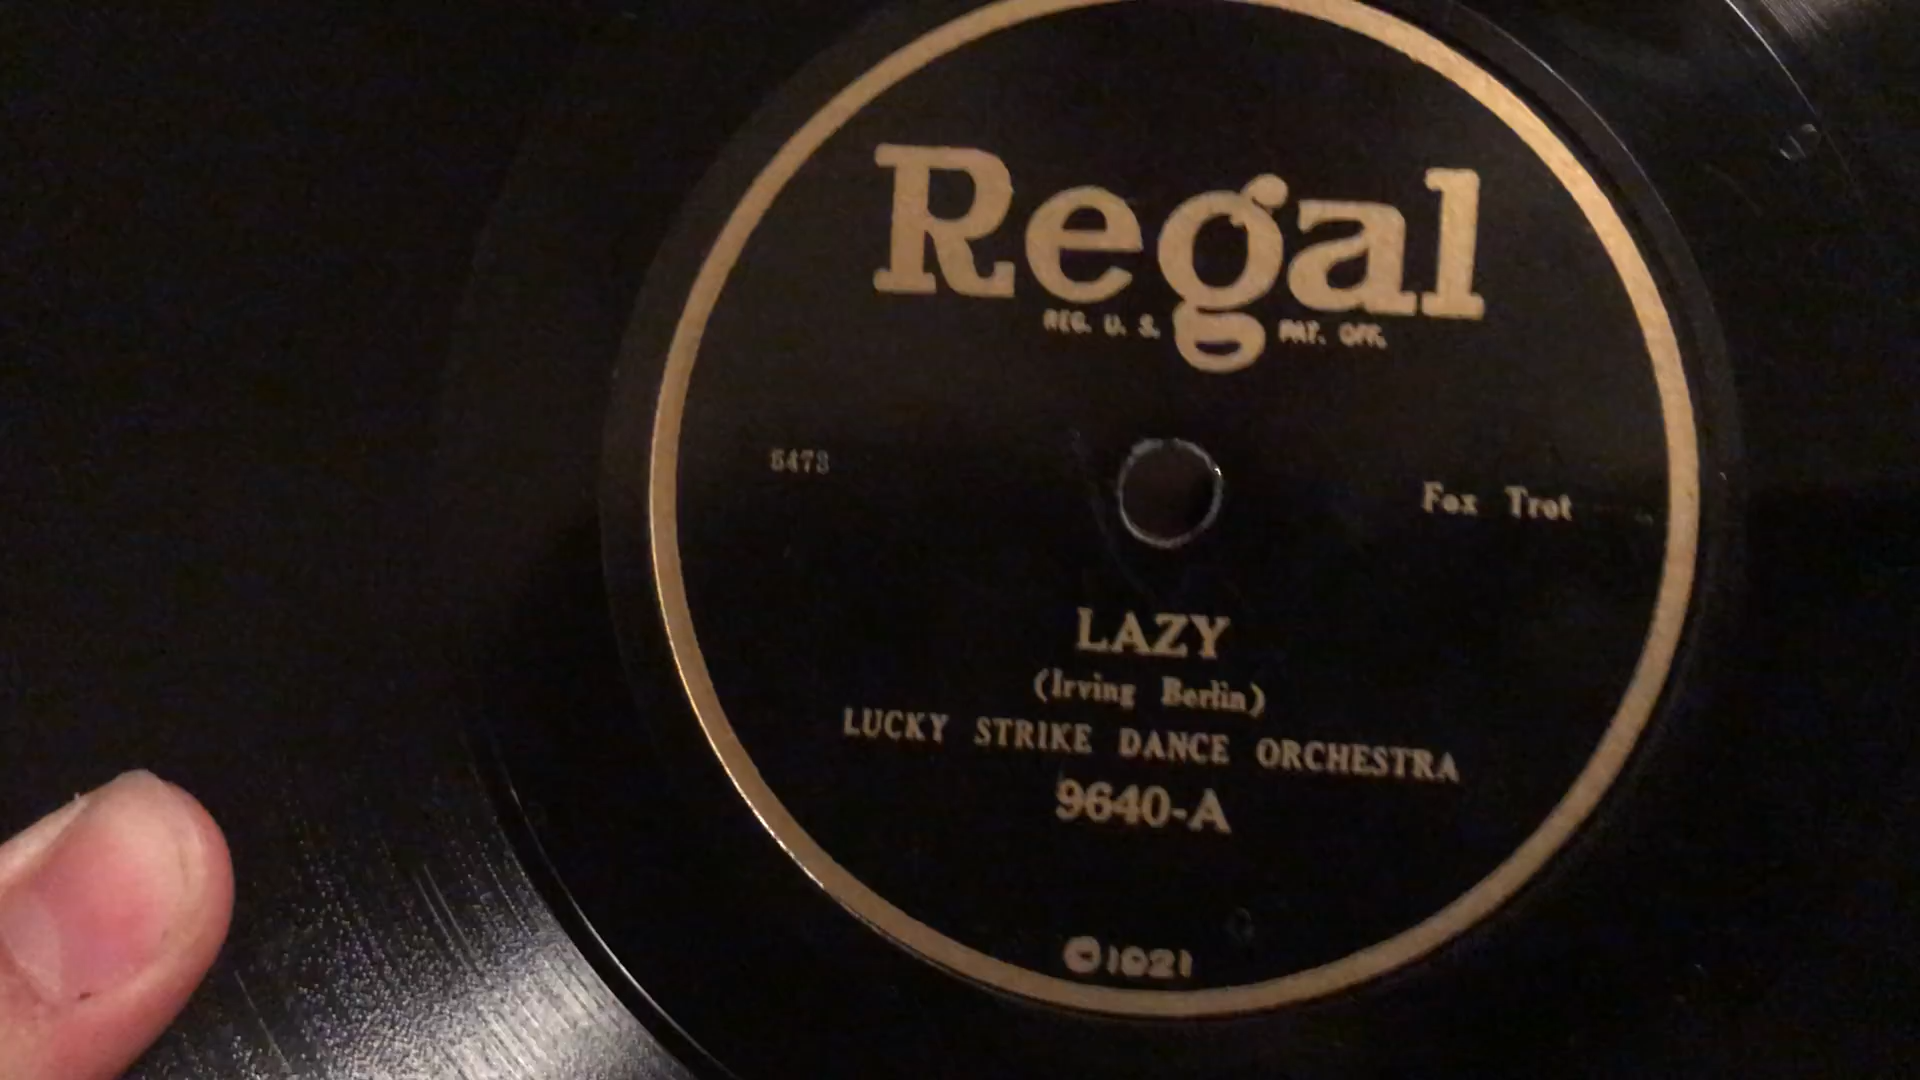 Regal
REG. U. S. PAT. OFF.
5473
Fox Trot
LAZY
(Irving Berlin)
LUCKY STRIKE DANCE ORCHESTRA
9640-A
©1921